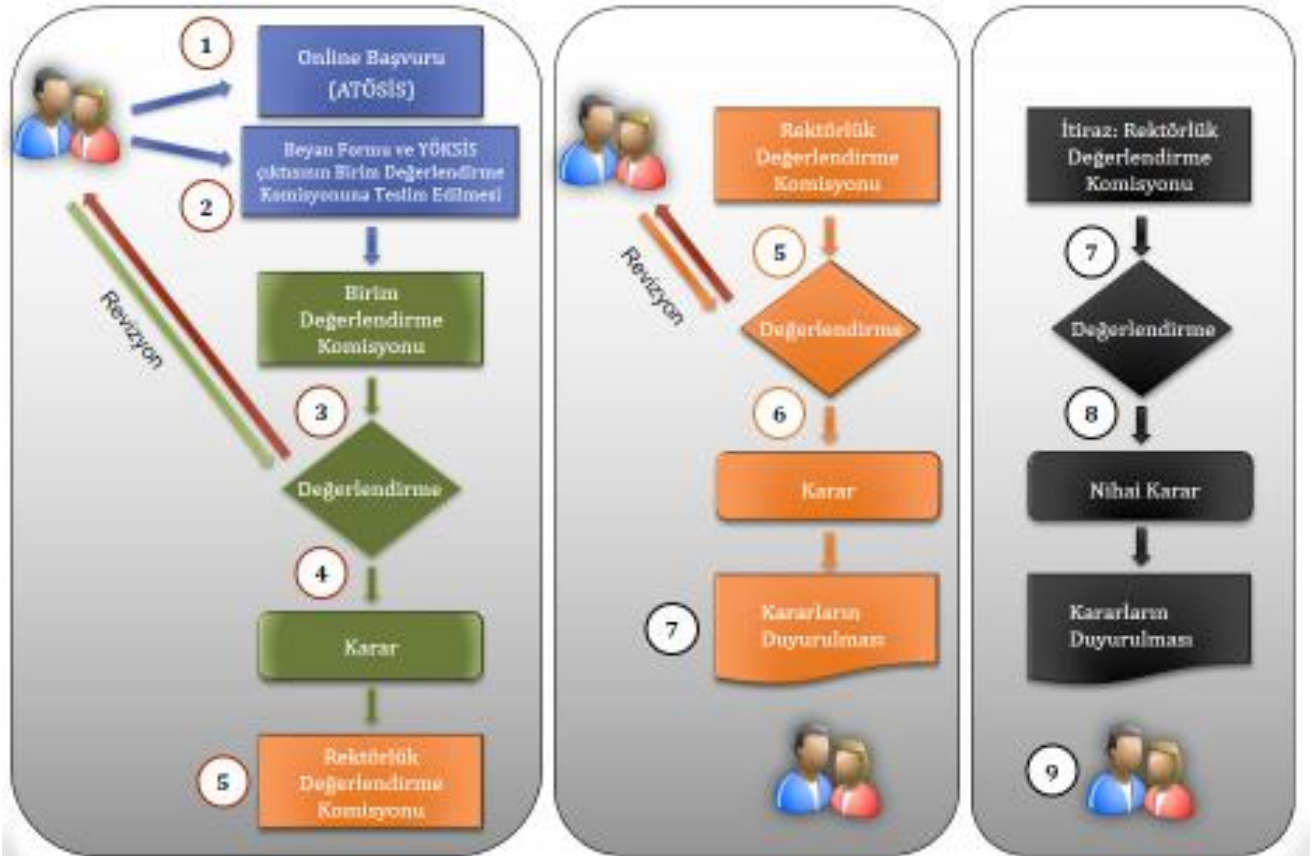 1
Online Başvuru
(ATÖSİS)
Beyan Formu ve YÖKSİS
çıktısının Birim Değerlendirme
Komisyonuna Teslim Edilmesi
2
Birim
Değerlendirme
Komisyonu
Revizyon
3
Değerlendirme
4
Karar
5
Rektörlük
Değerlendirme
Komisyonu
Rektörlük
Değerlendirme
Komisyonu
5
Revizyon
Değerlendirme
6
Karar
7
Kararların
Duyurulması
İtiraz: Rektörlük
Değerlendirme
Komisyonu
7
Değerlendirme
8
Nihai Karar
Kararların
Duyurulması
9